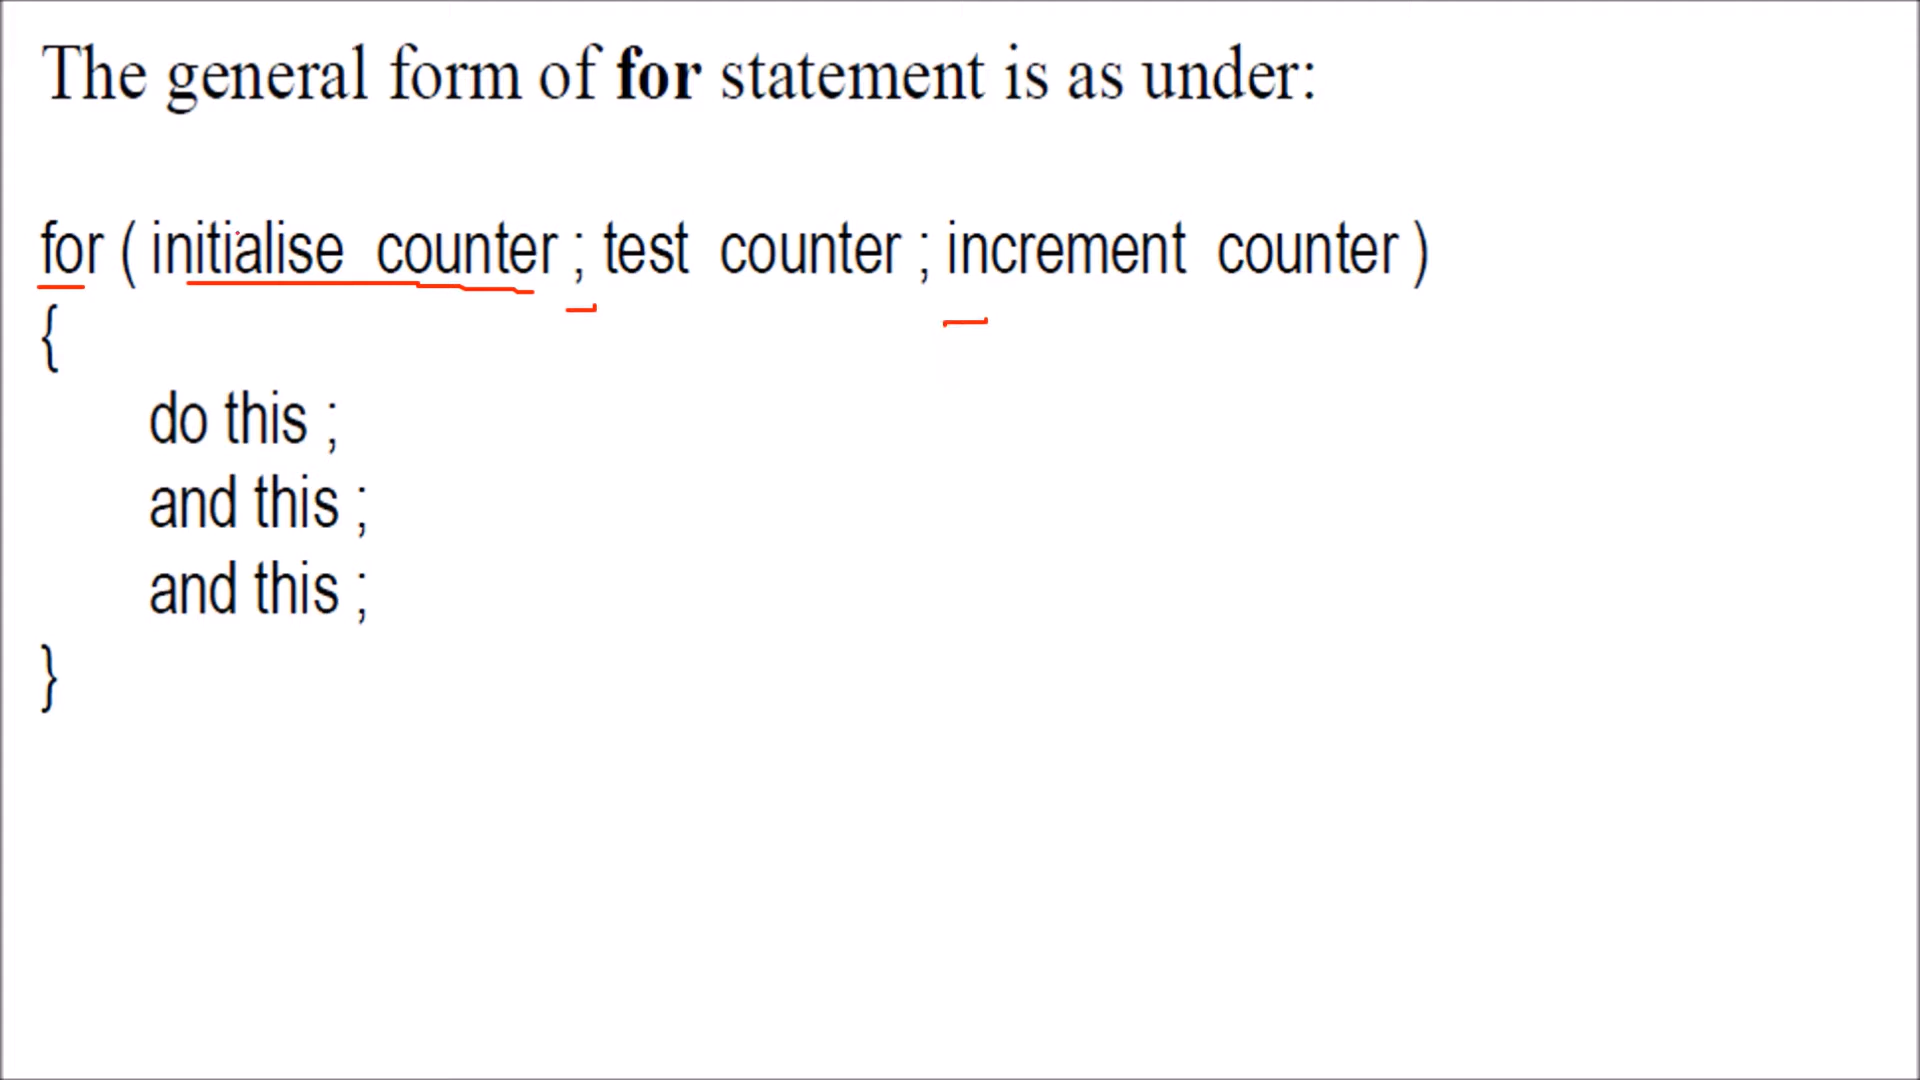 The general form of for statement is as under:
for ( initialise counter ; test counter ; increment counter )
{
do this ;
and this ;
and this ;
}